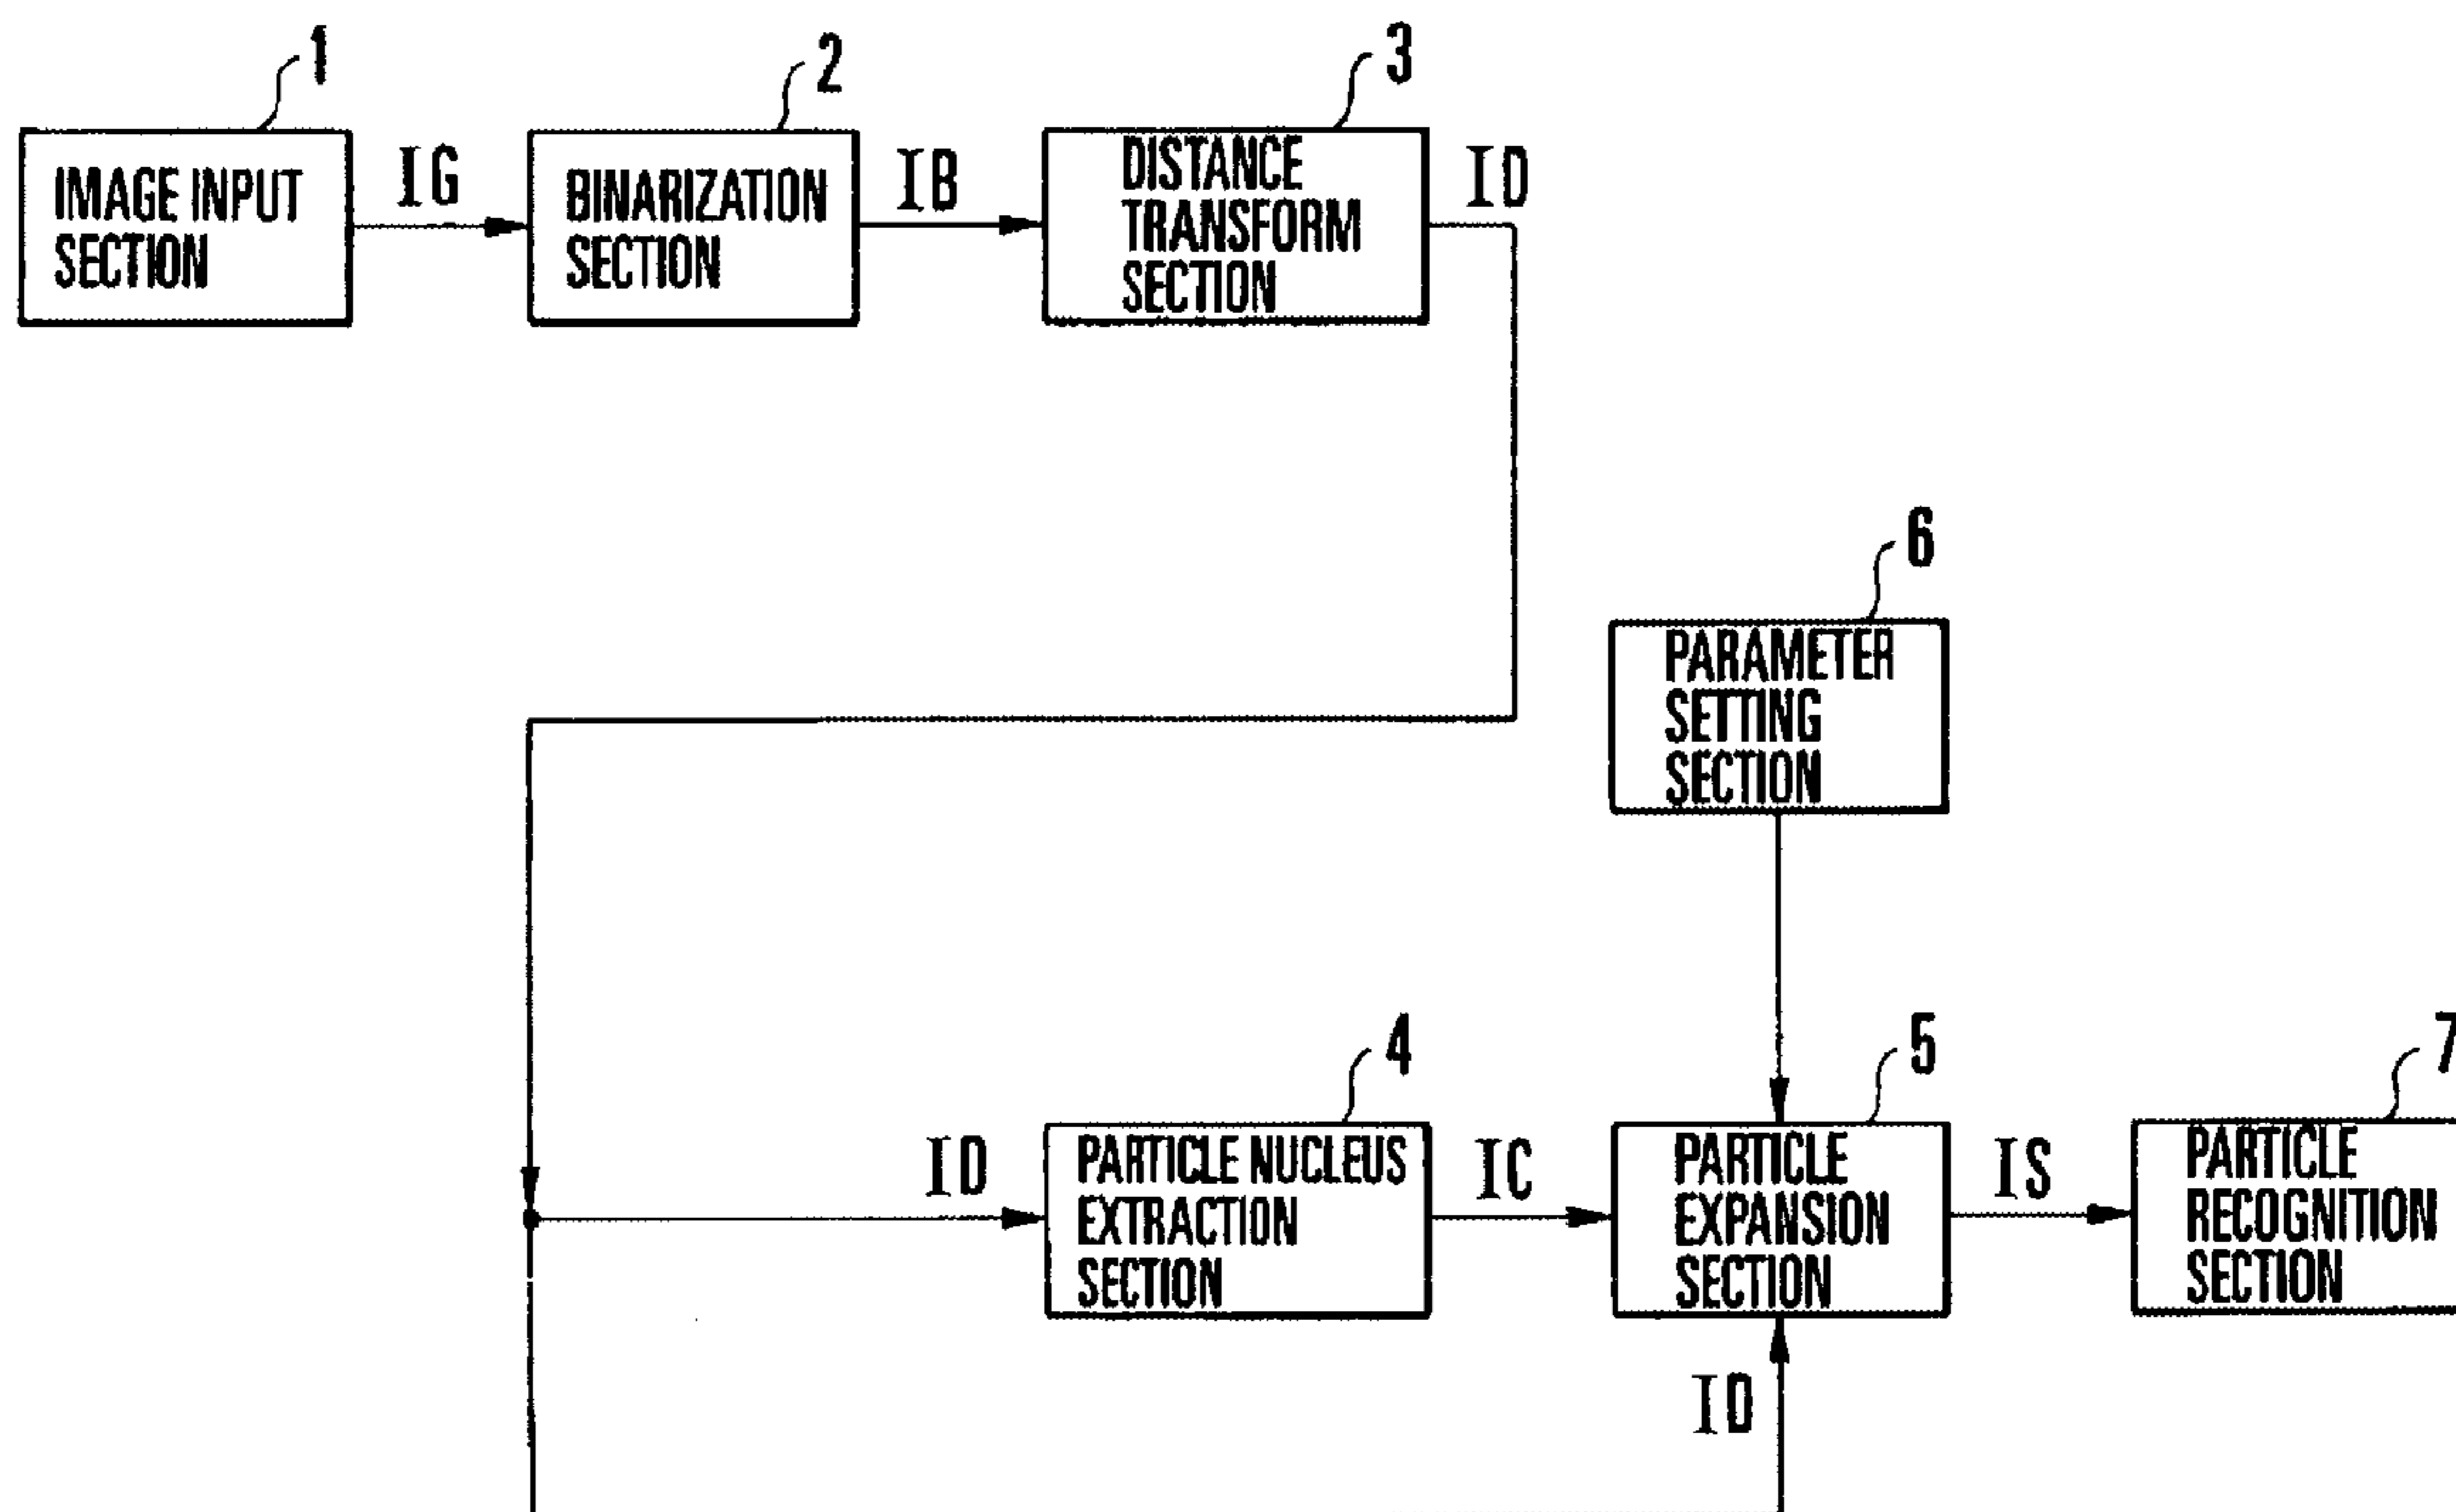 1
2
3
IMAGE INPUT
SECTION
IG
BINARIZATION
SECTION
IB
DISTANCE
TRANSFORM
SECTION
ID
6
PARAMETER
SETTING
SECTION
4
5
7
ID
PARTICLE NUCLEUS
EXTRACTION
SECTION
IC
PARTICLE
EXPANSION
SECTION
IS
PARTICLE
RECOGNITION
SECTION
ID